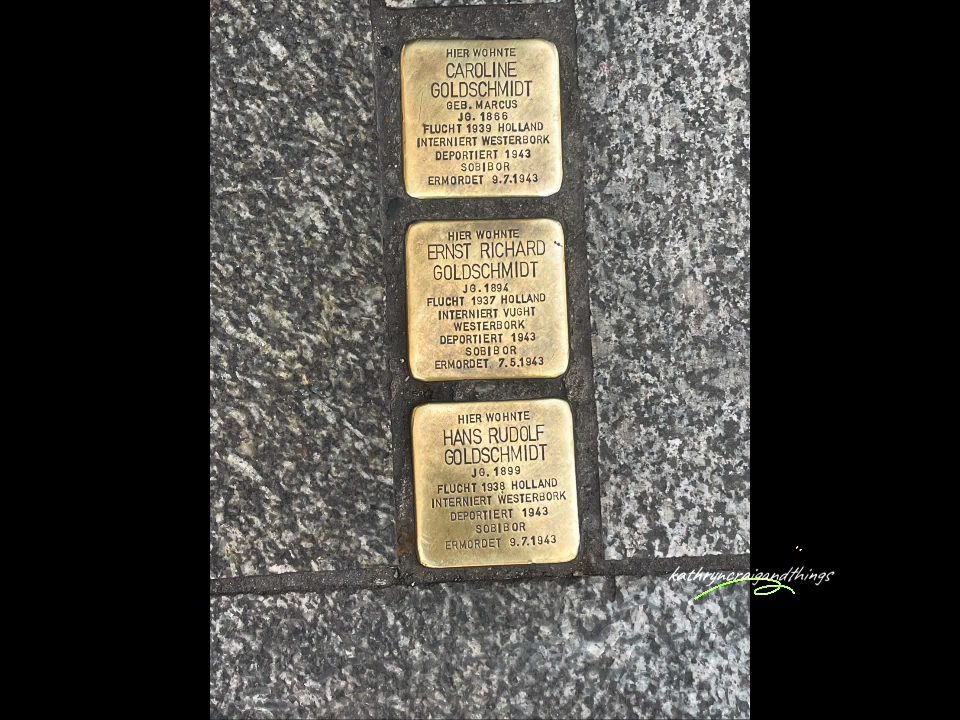 HIER WOHNTE
CAROLINE
GOLDSCHMIDT
GEB. MARCUS
JG. 1866
FLUCHT 1939 HOLLAND
INTERNIERT WESTERBORK
DEPORTIERT 1943
SOBIBOR
ERMORDET 9.7.1943
HIER WOHNTE
ERNST RICHARD
GOLDSCHMIDT
JG. 1894
FLUCHT 1937 HOLLAND
INTERNIERT VUGHT
WESTERBORK
DEPORTIERT 1943
SOBIBOR
ERMORDET 7.5.1943
HIER WOHNTE
HANS RUDOLF
GOLDSCHMIDT
JG. 1899
FLUCHT 1938 HOLLAND
INTERNIERT WESTERBORK
DEPORTIERT 1943
SOBIBOR
ERMORDET 9.7.1943
kathryncraigandthings